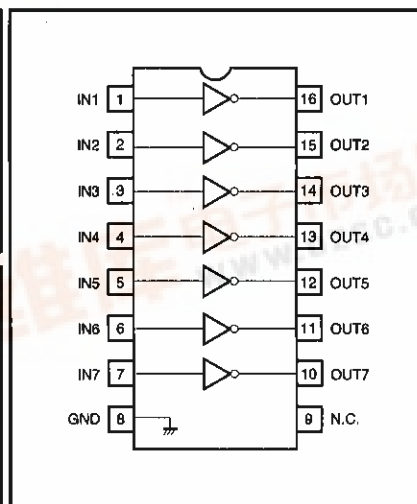 IN1 1 16 OUT1
IN2 2 15 OUT2
IN3 3 14 OUT3
IN4 4 13 OUT4
IN5 5 12 OUT5
IN6 6 11 OUT6
IN7 7 10 OUT7
GND 8 9 N.C.